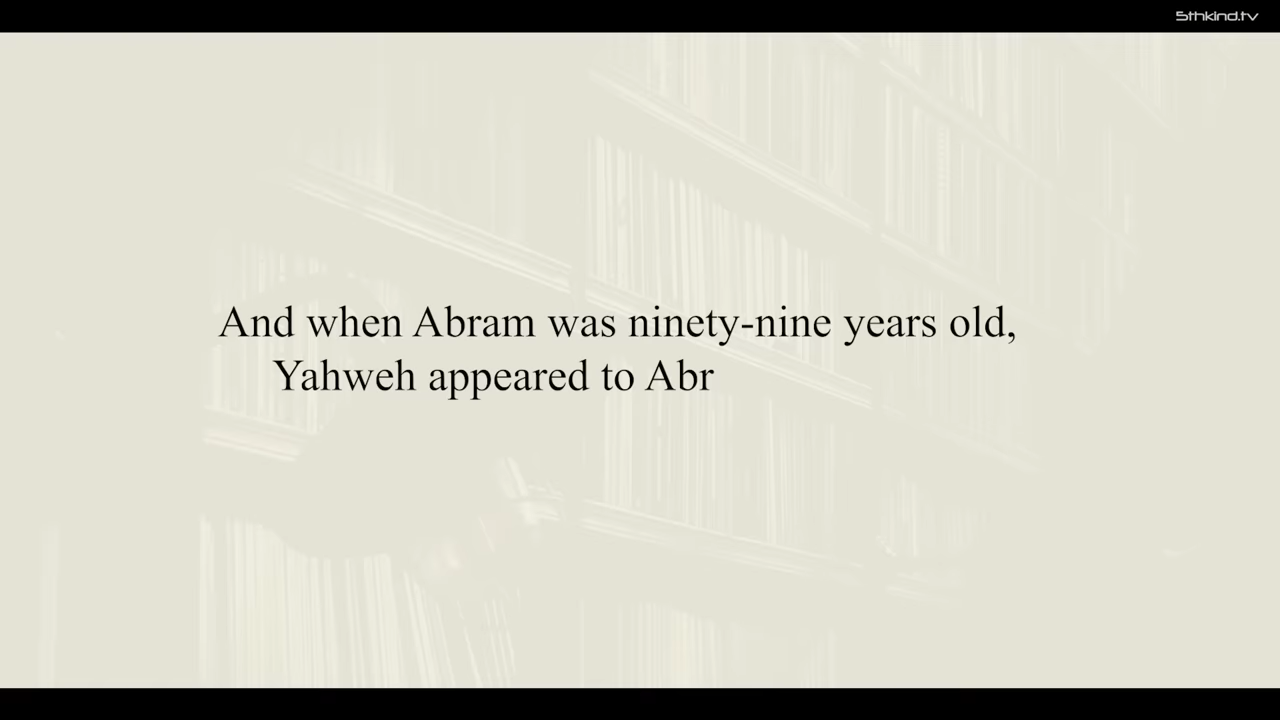 5thkind.tv
And when Abram was ninety-nine years old,
Yahweh appeared to Abr